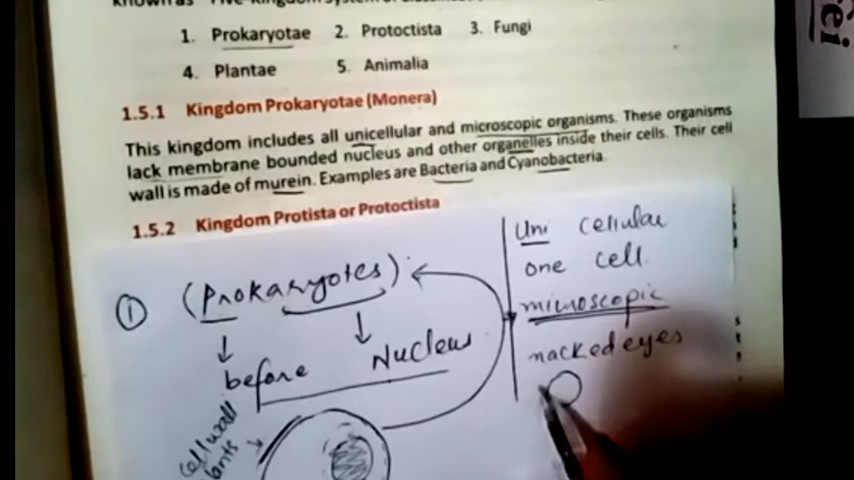 1. Prokaryotae 2. Protoctista 3. Fungi
4. Plantae 5. Animalia
1.5.1 Kingdom Prokaryotae (Monera)
This kingdom includes all unicellular and microscopic organisms. These organisms
lack membrane bounded nucleus and other organelles inside their cells. Their cell
wall is made of murein. Examples are Bacteria and Cyanobacteria.
1.5.2 Kingdom Protista or Protoctista
1 (Prokaryotes)
before Nucleus
cell wall
Uni cellular
one cell
microscopic
nacked eyes